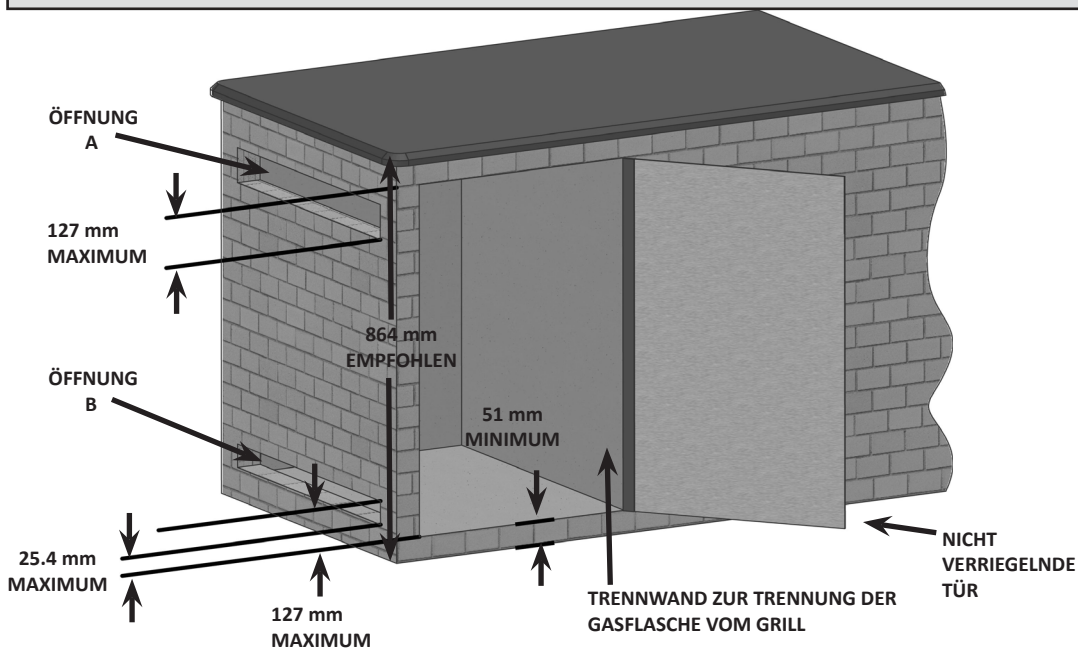 ÖFFNUNG
A
127 mm
MAXIMUM
864 mm
EMPFOHLEN
ÖFFNUNG
B
51 mm
MINIMUM
25.4 mm
MAXIMUM
127 mm
MAXIMUM
TRENNWAND ZUR TRENNUNG DER
GASFLASCHE VOM GRILL
NICHT
VERRIEGELNDE
TÜR